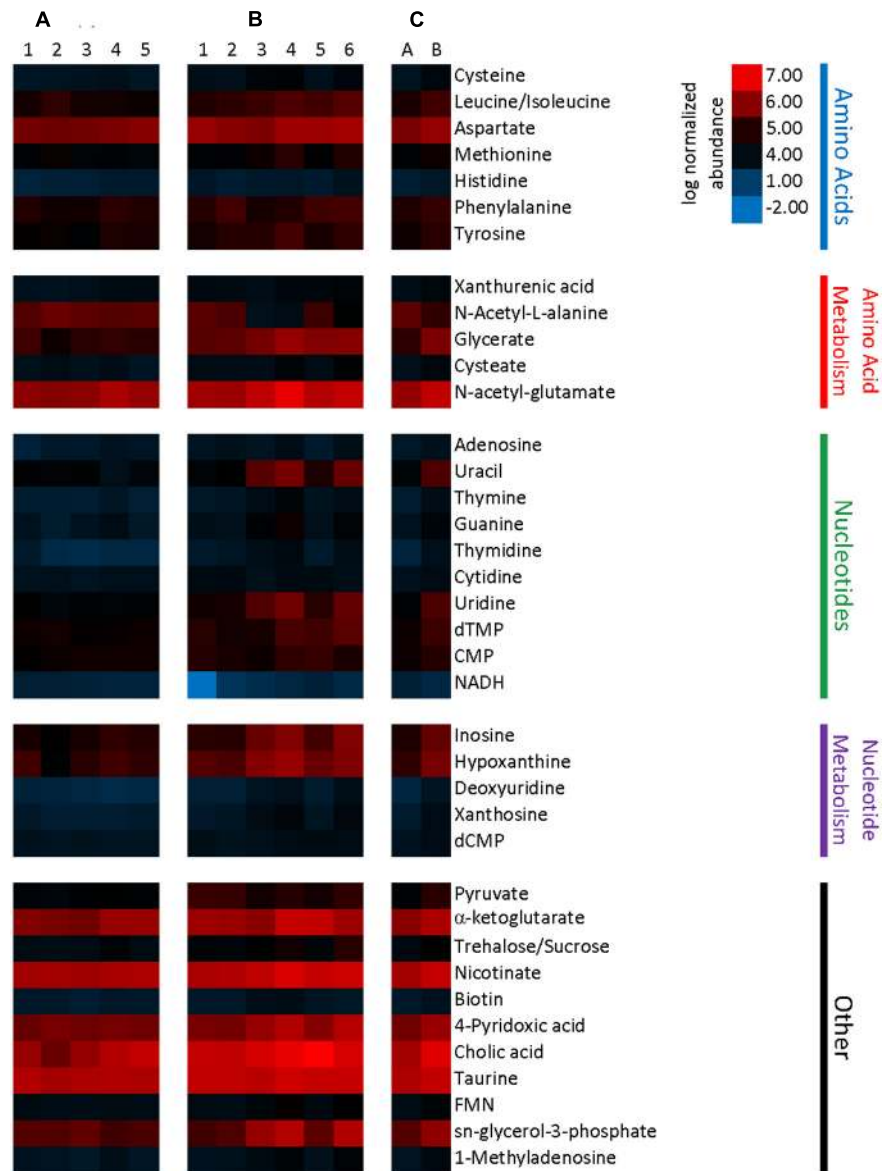 A B C
1 2 3 4 5 1 2 3 4 5 6 A B
Cysteine
Leucine/Isoleucine
Aspartate
Methionine
Histidine
Phenylalanine
Tyrosine
log normalized
aqundance
7.00
6.00
5.00
4.00
1.00
-2.00
Amino Acids
Xanthurenic acid
N-Acetyl-L-alanine
Glycerate
Cysteate
N-acetyl-glutamate
Amino Acid
Metabolism
Adenosine
Uracil
Thymine
Guanine
Thymidine
Cytidine
Uridine
dTMP
CMP
NADH
Nucleotides
Inosine
Hypoxanthine
Deoxyuridine
Xanthosine
dCMP
Nucleotide
Metabolism
Pyruvate
α-ketoglutarate
Trehalose/Sucrose
Nicotinate
Biotin
4-Pyridoxic acid
Cholic acid
Taurine
FMN
sn-glycerol-3-phosphate
1-Methyladenosine
Other